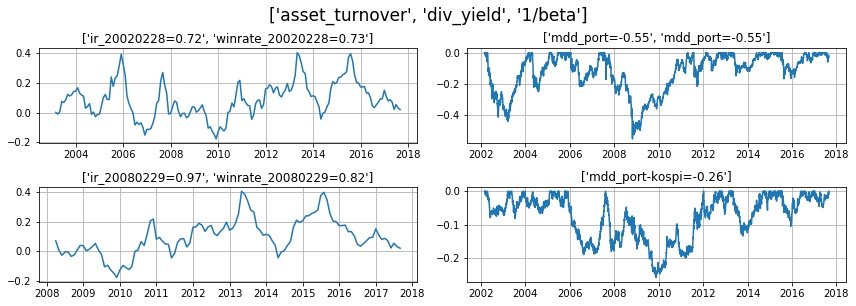 ['asset_turnover', 'div_yield', '1/beta']
['ir_20020228=0.72', 'winrate_20020228=0.73']
0.4
0.2
0.0
−0.2
2004 2006 2008 2010 2012 2014 2016 2018
['mdd_port=-0.55', 'mdd_port=-0.55']
0.0
−0.2
−0.4
2002 2004 2006 2008 2010 2012 2014 2016 2018
['ir_20080229=0.97', 'winrate_20080229=0.82']
0.4
0.2
0.0
−0.2
2008 2009 2010 2011 2012 2013 2014 2015 2016 2017 2018
['mdd_port-kospi=-0.26']
0.0
−0.1
−0.2
2002 2004 2006 2008 2010 2012 2014 2016 2018